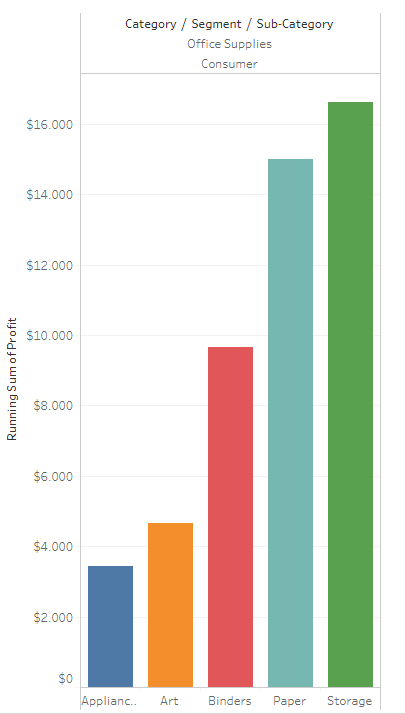 Category / Segment / Sub-Category
Office Supplies
Consumer
Running Sum of Profit
$16.000
$14.000
$12.000
$10.000
$8.000
$6.000
$4.000
$2.000
$0
Applianc..
Art
Binders
Paper
Storage